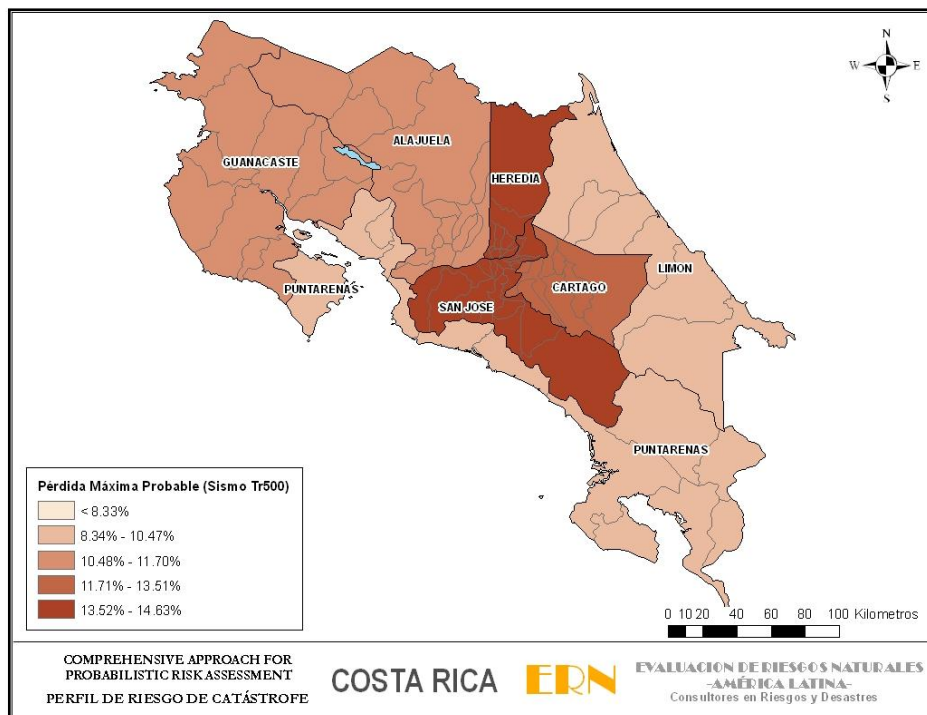 N
W E
S
ALAJUELA
GUANACASTE
HEREDIA
LIMON
PUNTARENAS
CARTAGO
SAN JOSE
PUNTARENAS
Pérdida Máxima Probable (Sismo Tr500)
< 8.33%
8.34% - 10.47%
10.48% - 11.70%
11.71% - 13.51%
13.52% - 14.63%
0 10 20 40 60 80 100 Kilometros
COMPREHENSIVE APPROACH FOR
PROBABILISTIC RISK ASSESSMENT
PERFIL DE RIESGO DE CATÁSTROFE
COSTA RICA
ERN
EVALUACION DE RIESGOS NATURALES
-AMÉRICA LATINA-
Consultores en Riesgos y Desastres